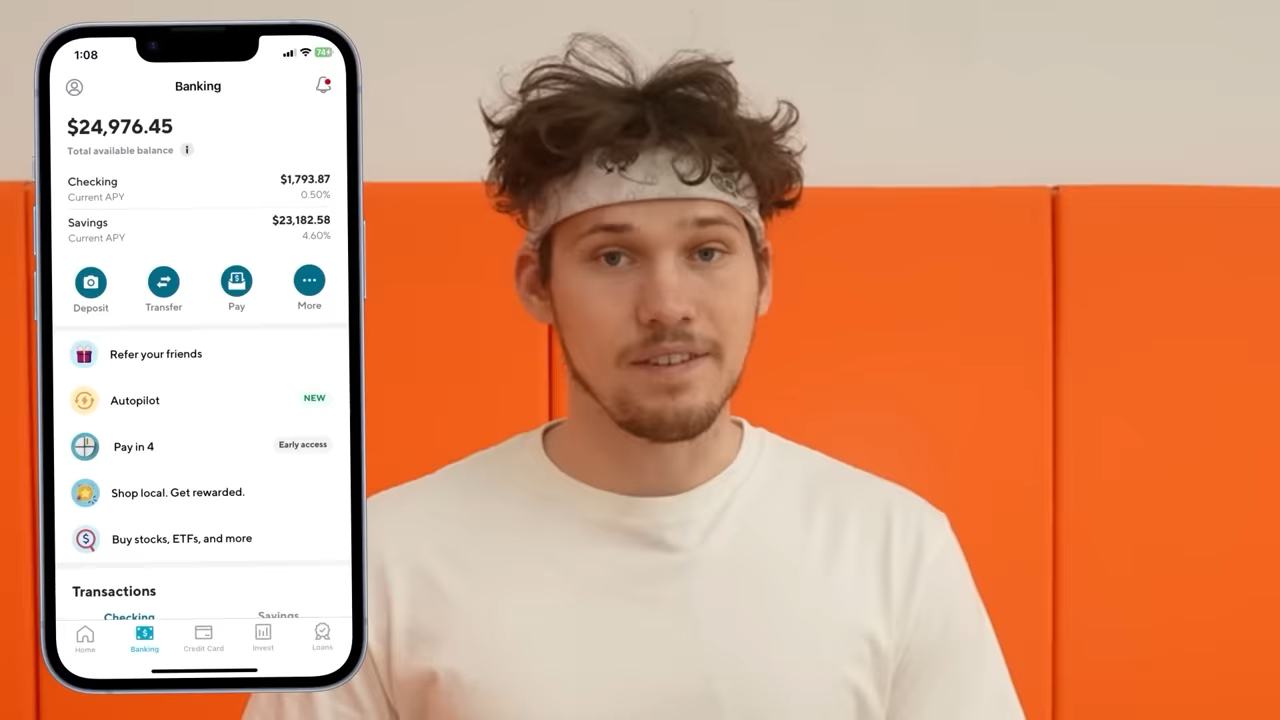 1:08
74
Banking
$24,976.45
Total available balance i
Checking $1,793.87
Current APY 0.50%
Savings $23,182.58
Current APY 4.60%
Deposit Transfer Pay More
Refer your friends
Autopilot NEW
Pay in 4 Early access
Shop local. Get rewarded.
Buy stocks, ETFs, and more
Transactions
Checking Savings
Home Banking Credit Card Invest Loans